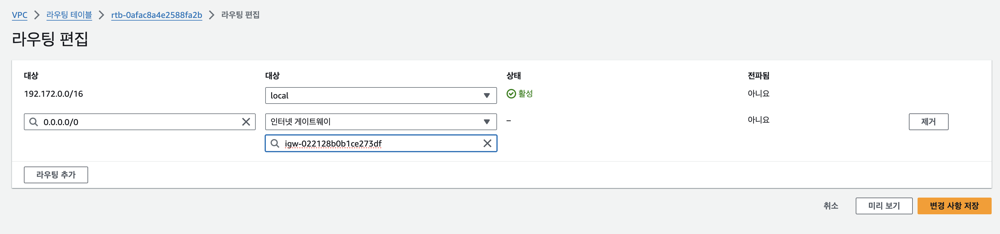 VPC > 라우팅 테이블 > rtb-0afac8a4e2588fa2b > 라우팅 편집
라우팅 편집
대상 대상 상태 전파됨
192.172.0.0/16 local 활성 아니요
0.0.0.0/0 인터넷 게이트웨이 – 아니요 제거
igw-022128b0b1ce273df
라우팅 추가
취소 미리 보기 변경 사항 저장